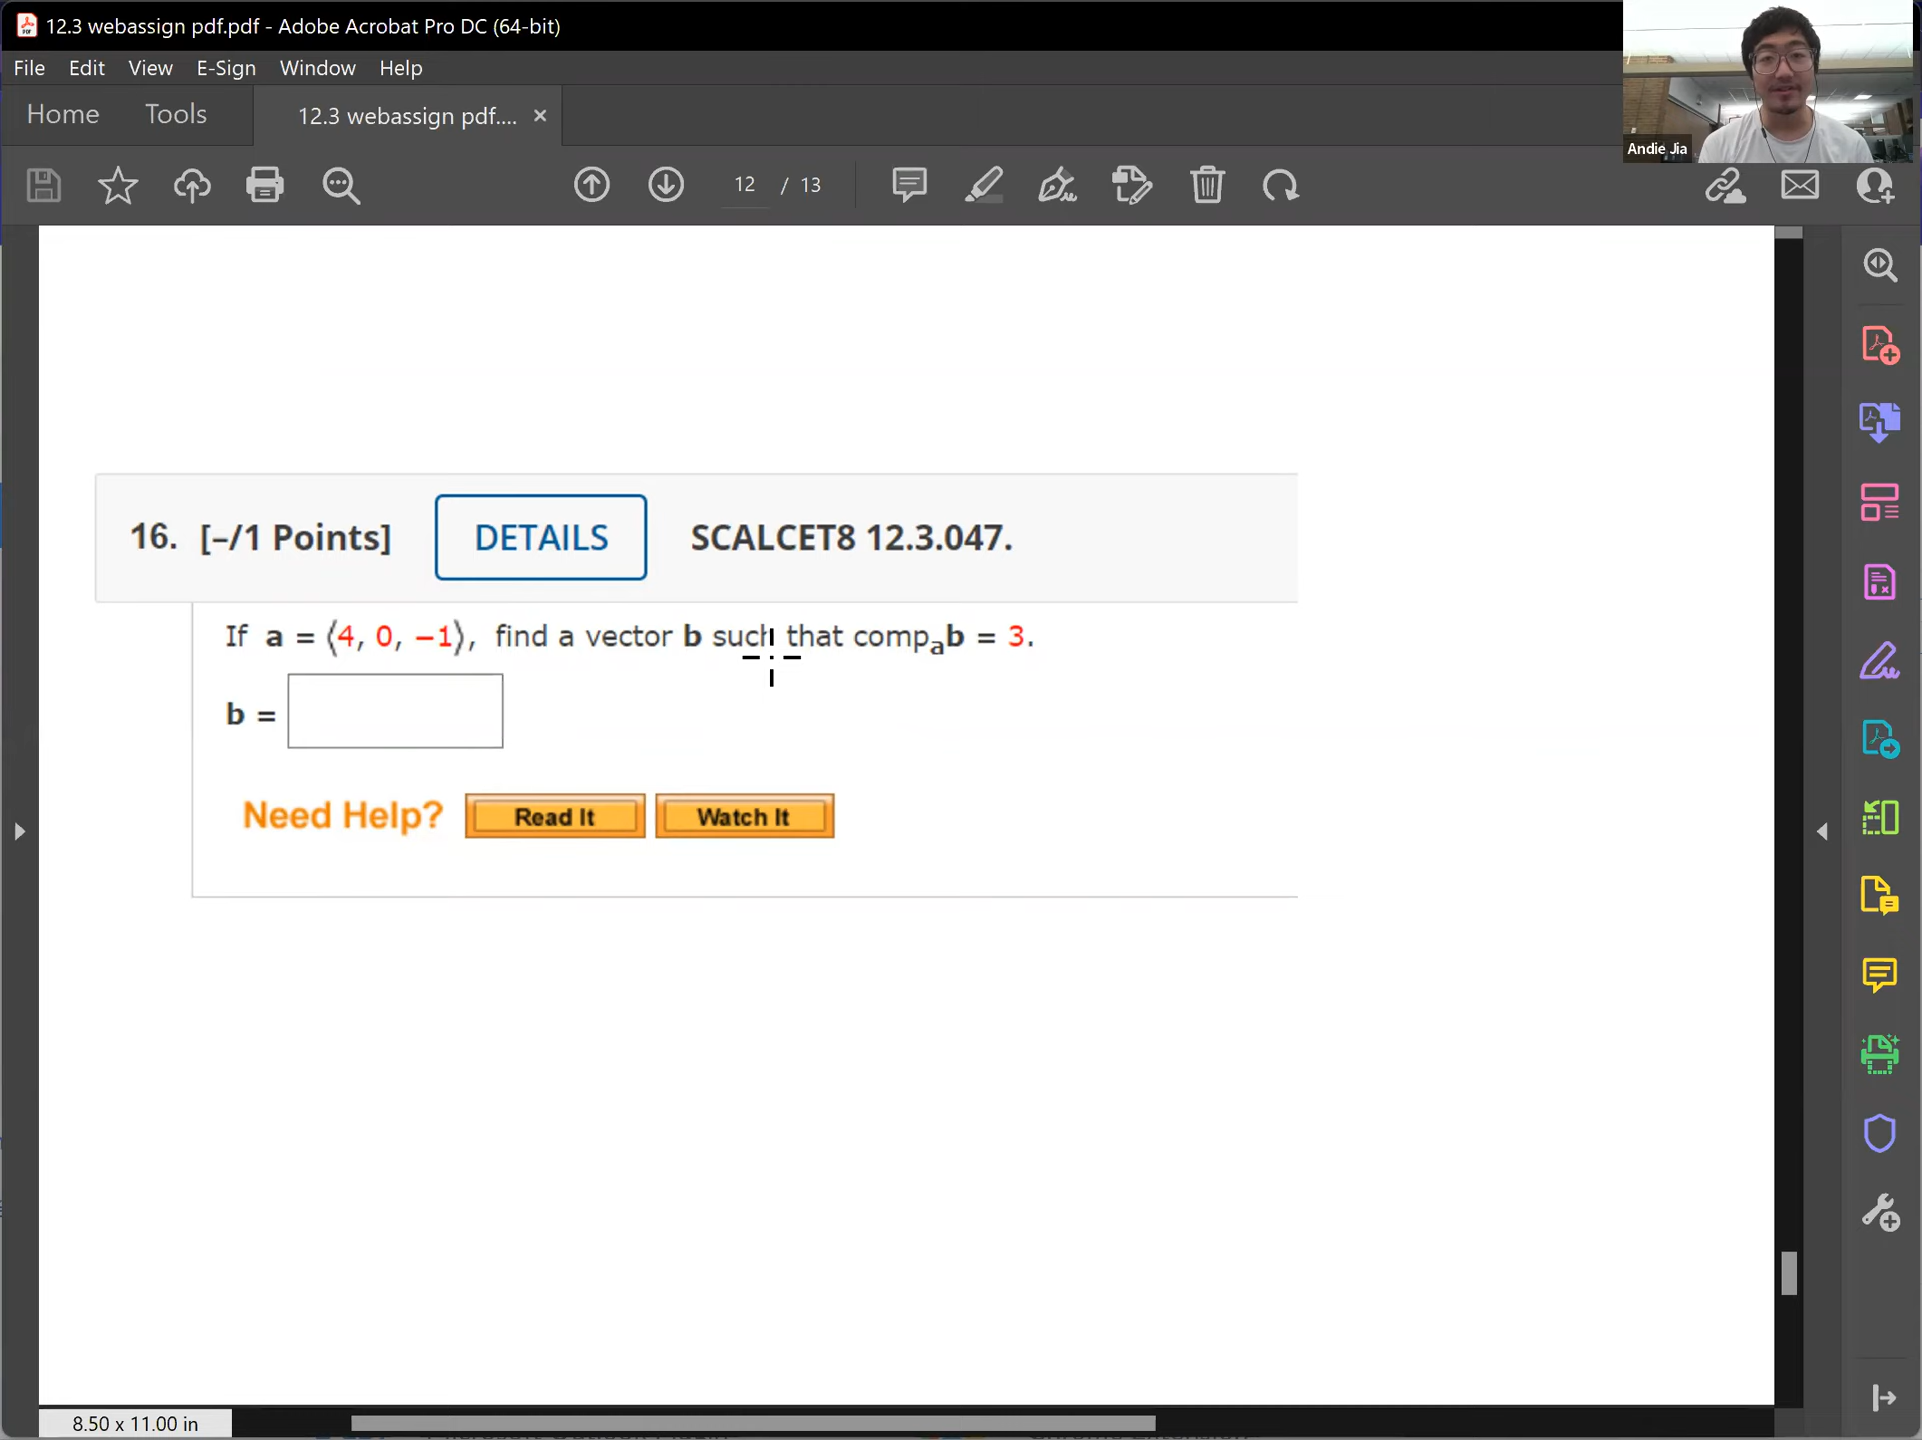 12.3 webassign pdf.pdf - Adobe Acrobat Pro DC (64-bit)
File Edit View E-Sign Window Help
Home Tools 12.3 webassign pdf....
12 / 13
Andie Jia
16. [–/1 Points] DETAILS SCALCET8 12.3.047.
If a = ⟨4, 0, −1⟩, find a vector b such that compₐb = 3.
b =
Need Help? Read It Watch It
8.50 x 11.00 in